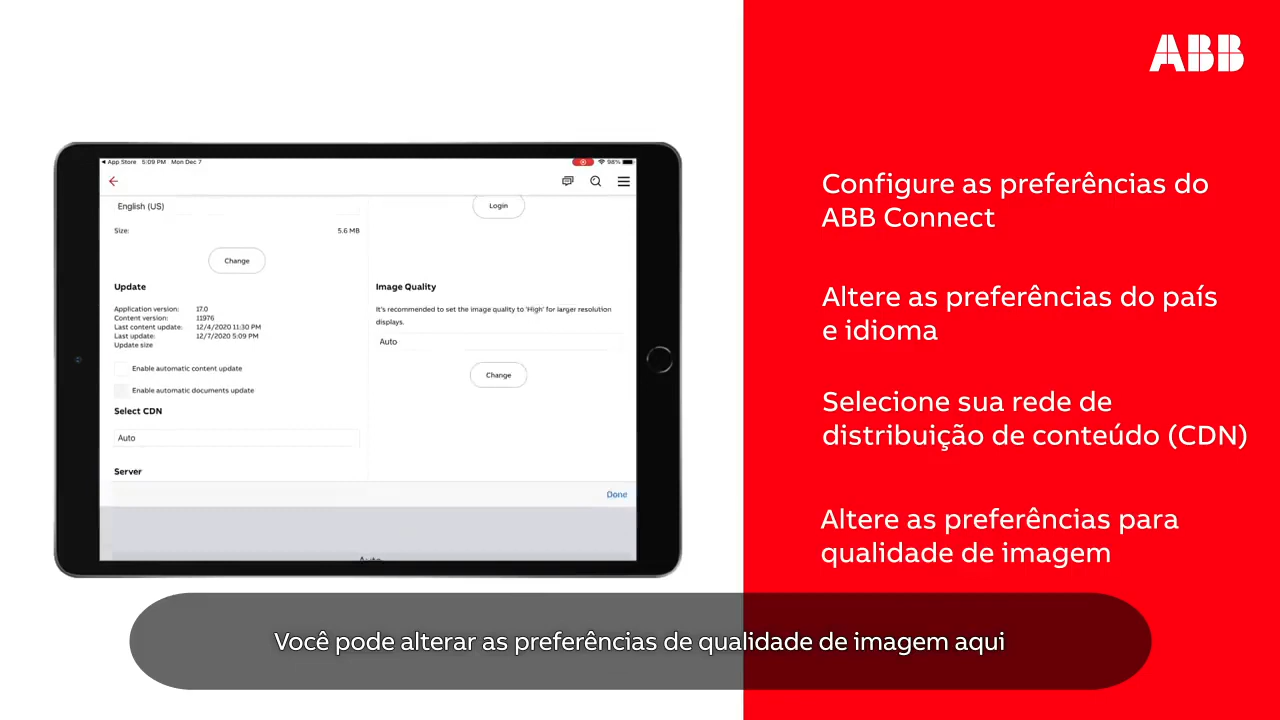 ABB
App Store 5:09 PM Mon Dec 7 98%
English (US)
Login
Size: 5.6 MB
Change
Update
Application version: 17.0
Content version: 11976
Last content update: 12/4/2020 11:30 PM
Last update: 12/7/2020 5:09 PM
Update size
Enable automatic content update
Enable automatic documents update
Select CDN
Auto
Server
Image Quality
It's recommended to set the image quality to 'High' for larger resolution
displays.
Auto
Change
Done
Auto
Configure as preferências do
ABB Connect
Altere as preferências do país
e idioma
Selecione sua rede de
distribuição de conteúdo (CDN)
Altere as preferências para
qualidade de imagem
Você pode alterar as preferências de qualidade de imagem aqui